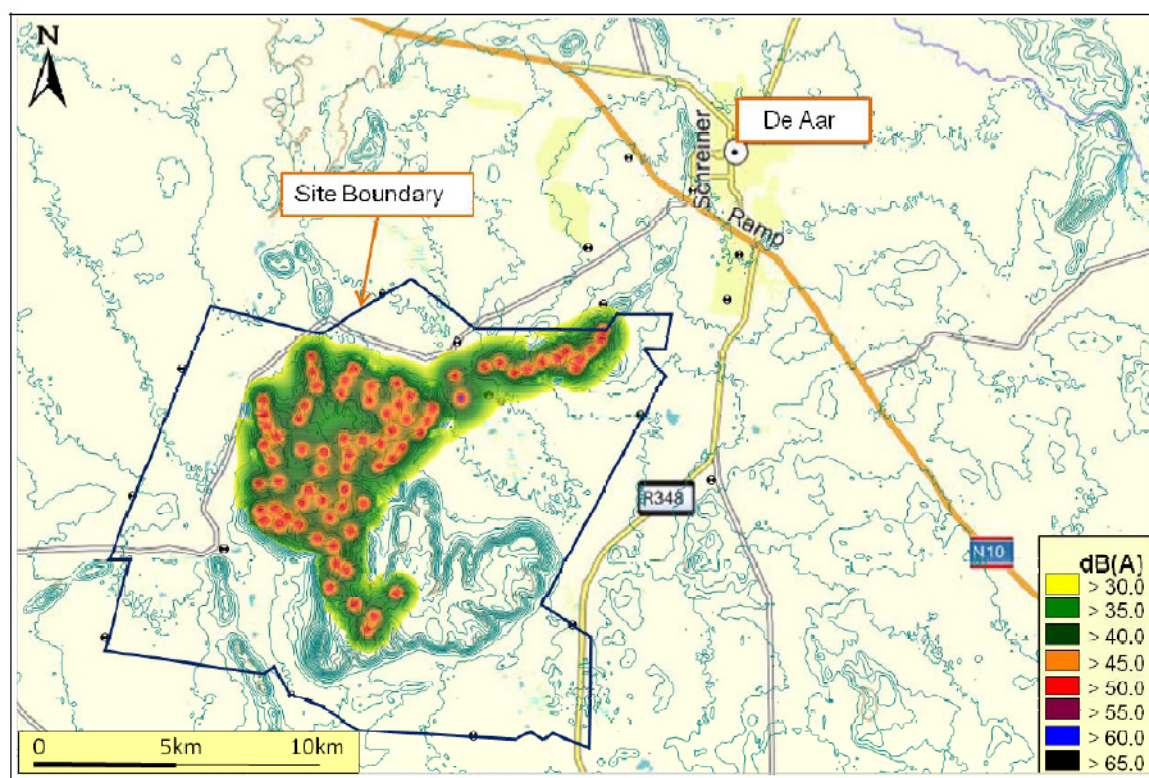 N
De Aar
Schreiner
Site Boundary
Ramp
R348
N10
dB(A)
> 30.0
> 35.0
> 40.0
> 45.0
> 50.0
> 55.0
> 60.0
> 65.0
0 5km 10km